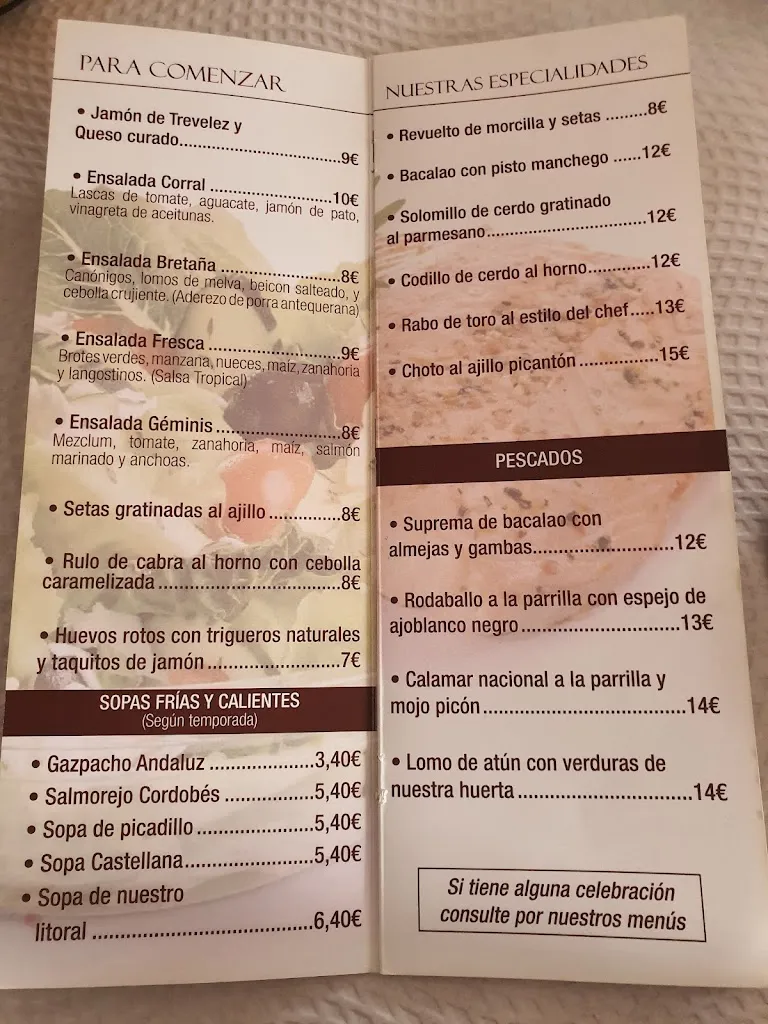 PARA COMENZAR
• Jamón de Trevelez y
Queso curado..............................9€
• Ensalada Corral ......................10€
Lascas de tomate, aguacate, jamón de pato,
vinagreta de aceitunas.
• Ensalada Bretaña ......................8€
Canónigos, lomos de melva, beicon salteado, y
cebolla crujiente. (Aderezo de porra antequerana)
• Ensalada Fresca ........................9€
Brotes verdes, manzana, nueces, maíz, zanahoria
y langostinos. (Salsa Tropical)
• Ensalada Géminis ......................8€
Mezclum, tomate, zanahoria, maíz, salmón
marinado y anchoas.
• Setas gratinadas al ajillo .............8€
• Rulo de cabra al horno con cebolla
caramelizada ................................8€
• Huevos rotos con trigueros naturales
y taquitos de jamón .......................7€
SOPAS FRÍAS Y CALIENTES
(Según temporada)
• Gazpacho Andaluz ..................3,40€
• Salmorejo Cordobés ...............5,40€
• Sopa de picadillo ....................5,40€
• Sopa Castellana......................5,40€
• Sopa de nuestro
litoral ......................................6,40€
NUESTRAS ESPECIALIDADES
• Revuelto de morcilla y setas .........8€
• Bacalao con pisto manchego ......12€
• Solomillo de cerdo gratinado
al parmesano..............................12€
• Codillo de cerdo al horno............12€
• Rabo de toro al estilo del chef.....13€
• Choto al ajillo picantón ...............15€
PESCADOS
• Suprema de bacalao con
almejas y gambas.........................12€
• Rodaballo a la parrilla con espejo de
ajoblanco negro ...........................13€
• Calamar nacional a la parrilla y
mojo picón...................................14€
• Lomo de atún con verduras de
nuestra huerta ..............................14€
Si tiene alguna celebración
consulte por nuestros menús